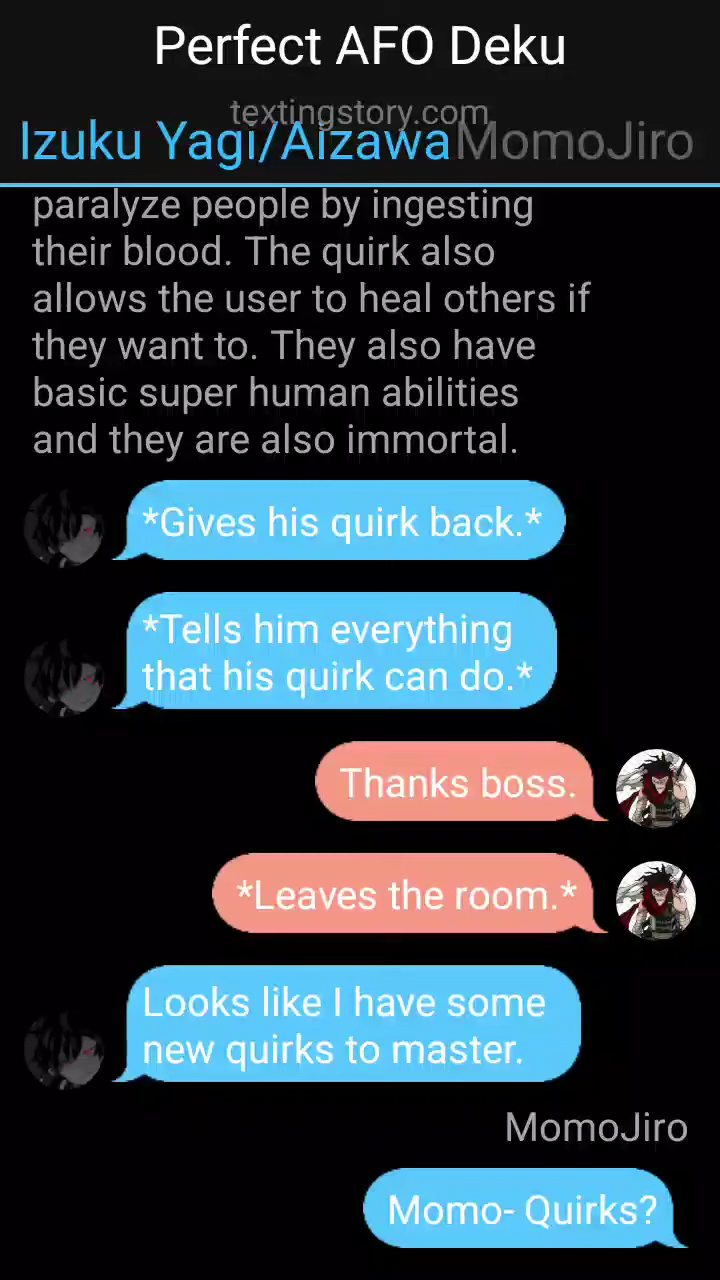 Perfect AFO Deku
textingstory.com
Izuku Yagi/Aizawa MomoJiro
paralyze people by ingesting
their blood. The quirk also
allows the user to heal others if
they want to. They also have
basic super human abilities
and they are also immortal.
*Gives his quirk back.*
*Tells him everything
that his quirk can do.*
Thanks boss.
*Leaves the room.*
Looks like I have some
new quirks to master.
MomoJiro
Momo- Quirks?